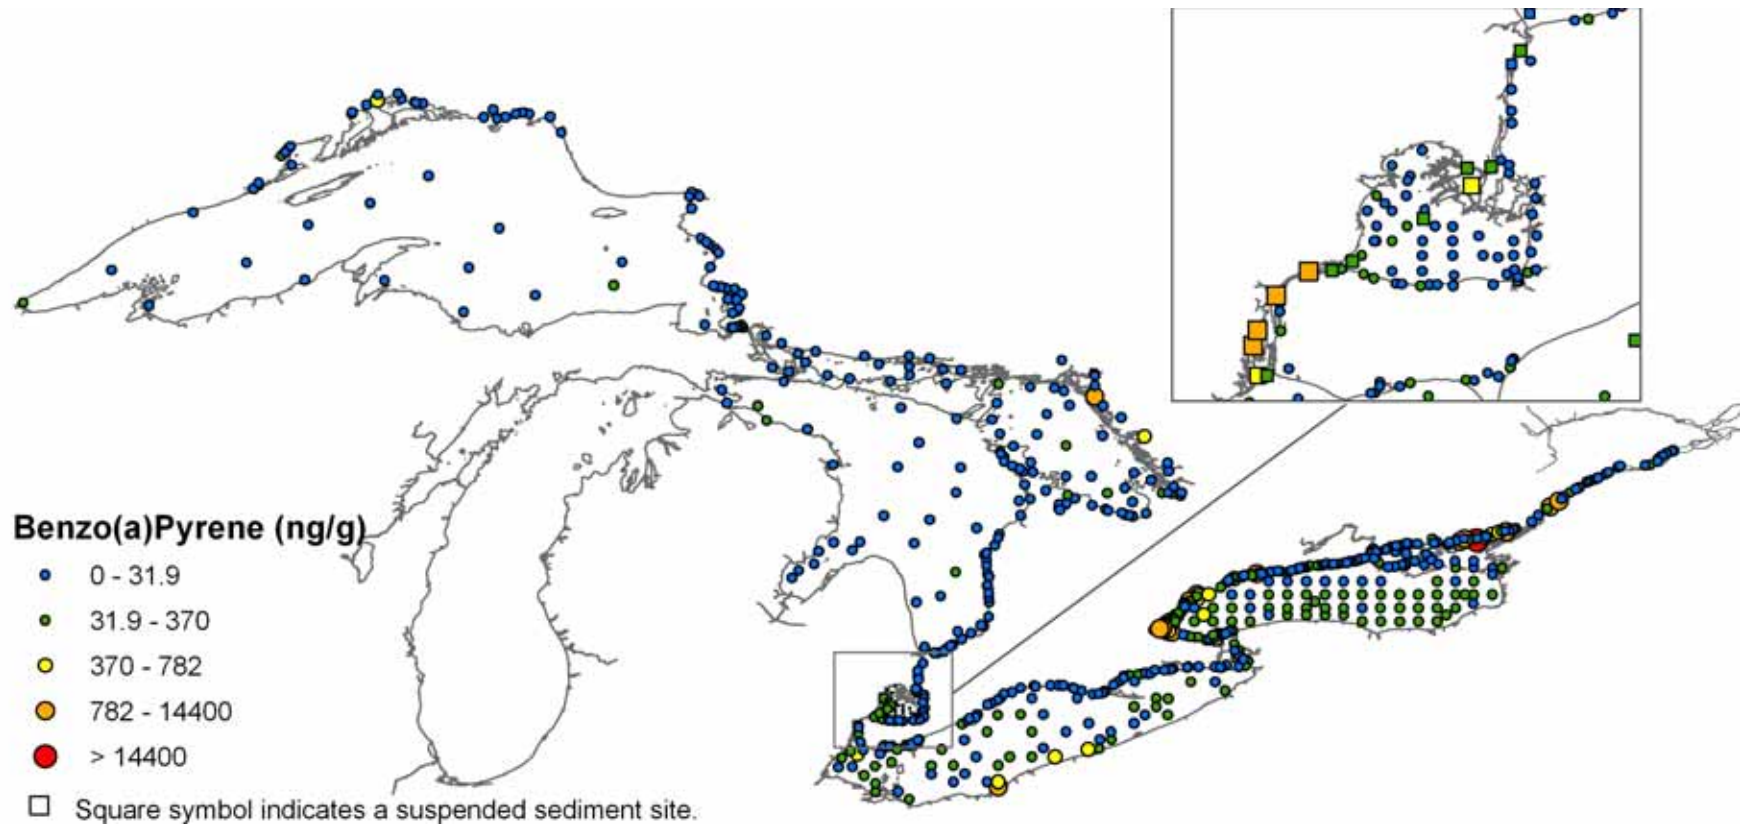 Benzo(a)Pyrene (ng/g)
0 - 31.9
31.9 - 370
370 - 782
782 - 14400
> 14400
Square symbol indicates a suspended sediment site.